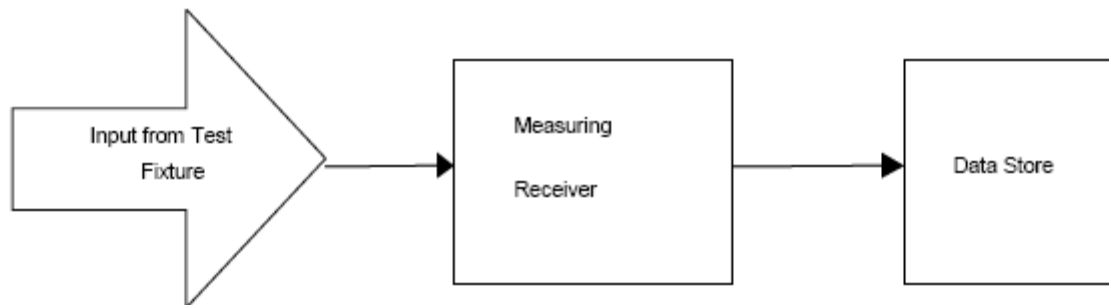 Input from Test
Fixture
Measuring
Receiver
Data Store